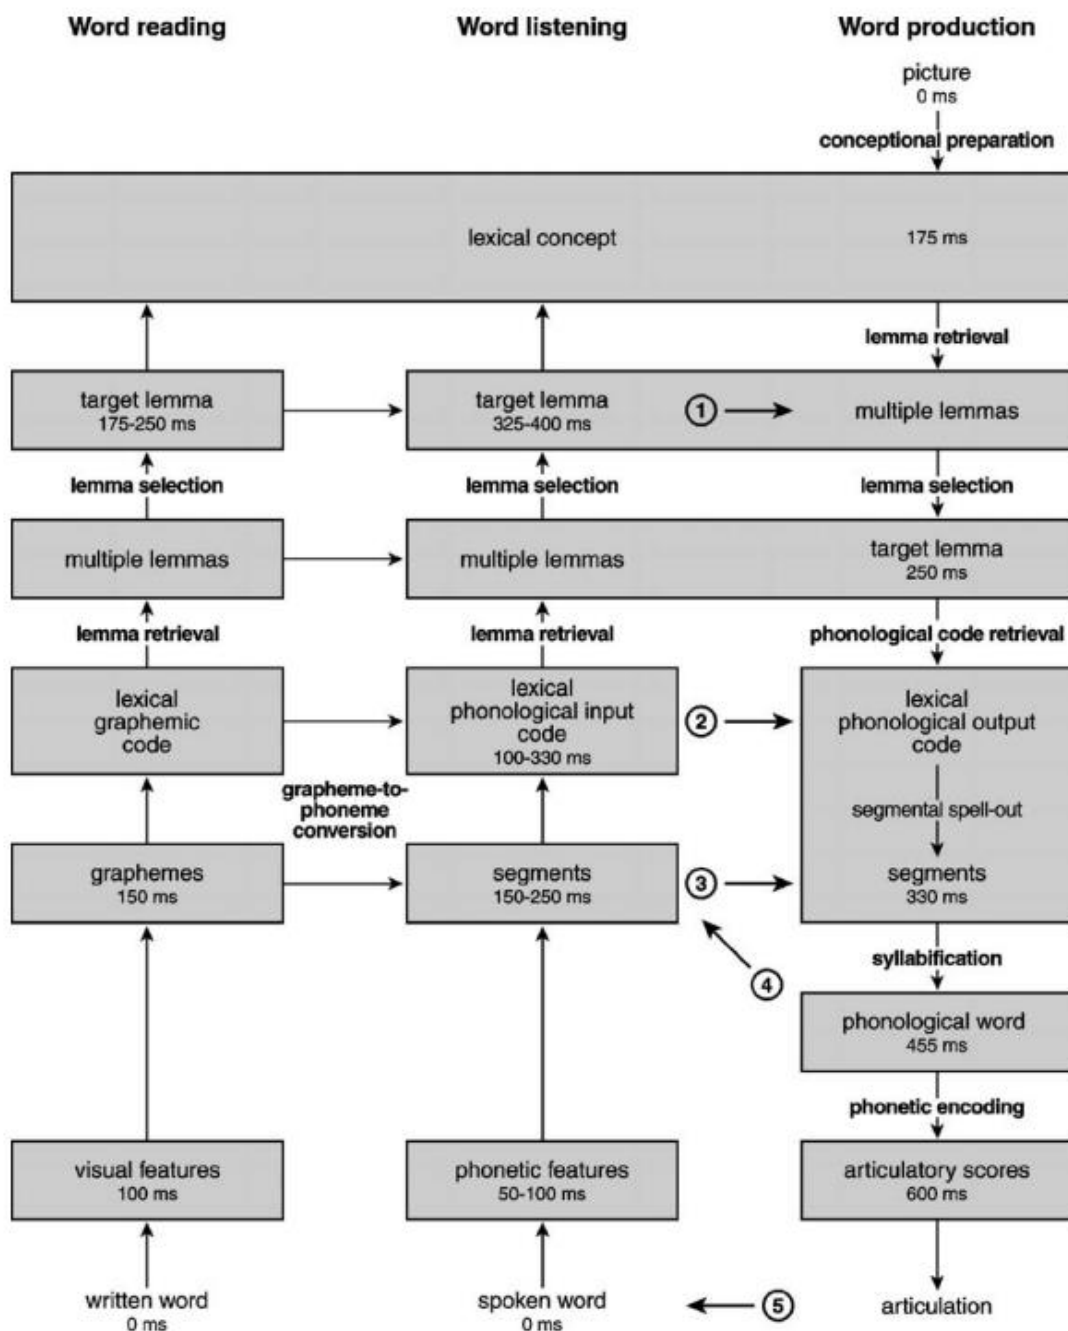 Word reading Word listening Word production
picture
0 ms
conceptional preparation
lexical concept 175 ms
lemma retrieval
target lemma target lemma 1 multiple lemmas
175-250 ms 325-400 ms
lemma selection lemma selection lemma selection
multiple lemmas multiple lemmas target lemma
250 ms
lemma retrieval lemma retrieval phonological code retrieval
lexical lexical lexical
graphemic phonological input 2 phonological output
code code code
100-330 ms
grapheme-to-
phoneme
conversion
segmental spell-out
graphemes segments 3 segments
150 ms 150-250 ms 330 ms
syllabification
4
phonological word
455 ms
phonetic encoding
visual features phonetic features articulatory scores
100 ms 50-100 ms 600 ms
written word spoken word 5 articulation
0 ms 0 ms